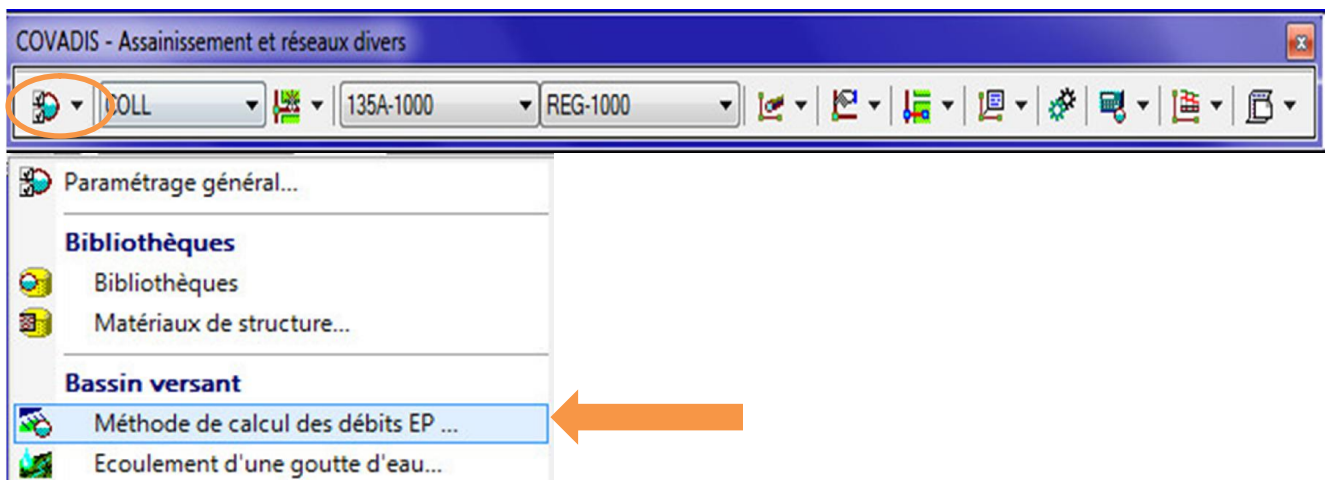 COVADIS - Assainissement et réseaux divers
COLL 135A-1000 REG-1000
Paramétrage général...
Bibliothèques
Bibliothèques
Matériaux de structure...
Bassin versant
Méthode de calcul des débits EP ...
Ecoulement d'une goutte d'eau...